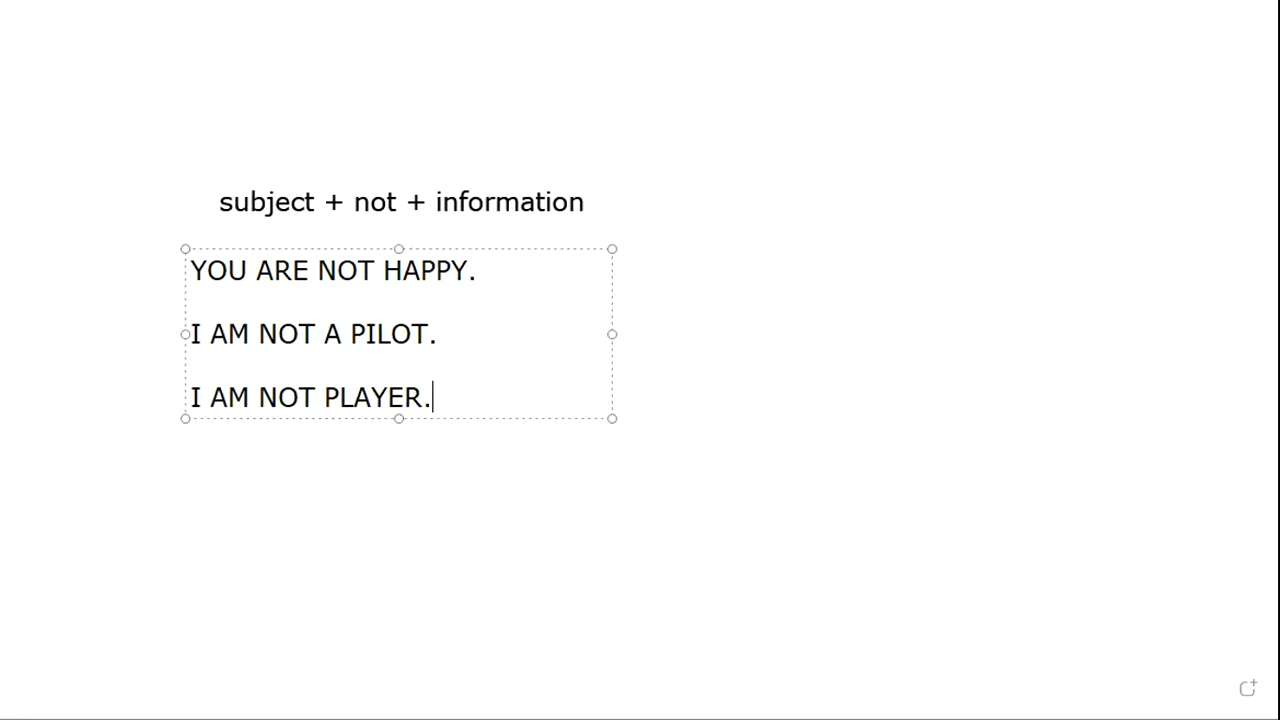 subject + not + information
YOU ARE NOT HAPPY.
I AM NOT A PILOT.
I AM NOT PLAYER.